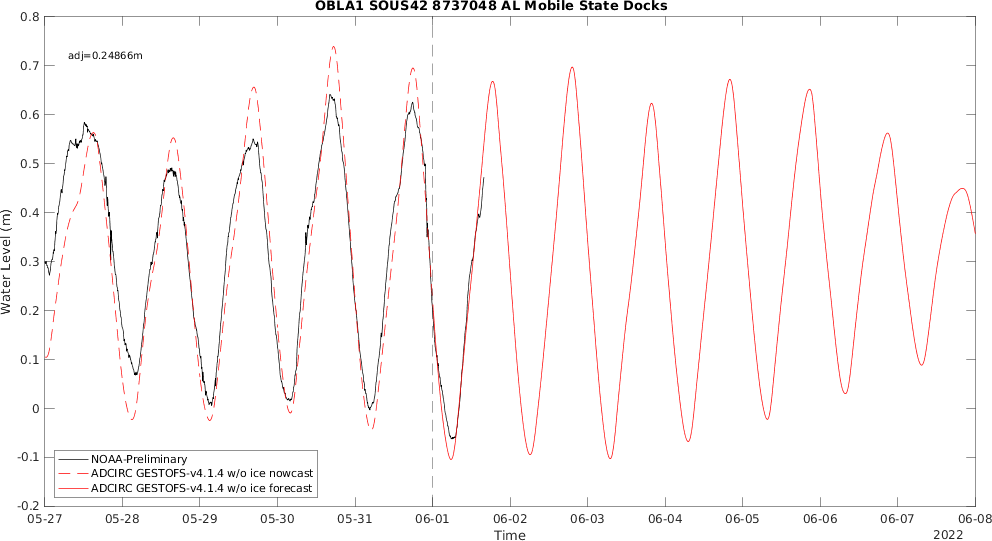 OBLA1 SOUS42 8737048 AL Mobile State Docks
adj=0.24866m
0.8
0.7
0.6
0.5
0.4
0.3
0.2
0.1
0
-0.1
-0.2
Water Level (m)
NOAA-Preliminary
ADCIRC GESTOFS-v4.1.4 w/o ice nowcast
ADCIRC GESTOFS-v4.1.4 w/o ice forecast
05-27 05-28 05-29 05-30 05-31 06-01 06-02 06-03 06-04 06-05 06-06 06-07 06-08
Time
2022